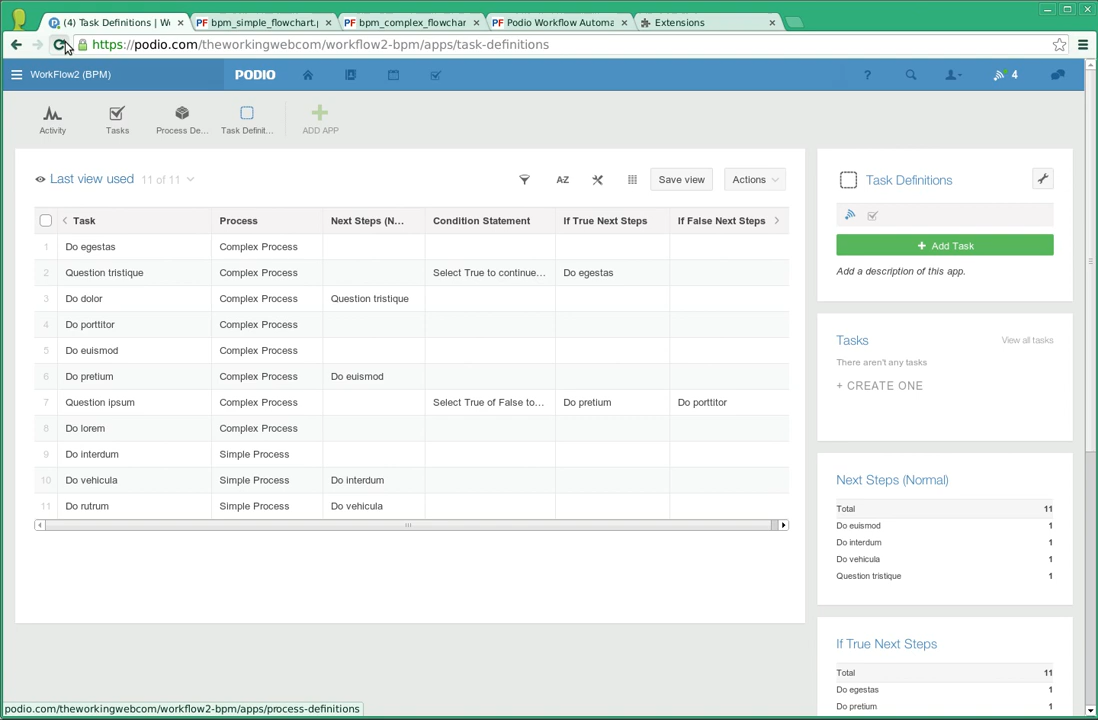 (4) Task Definitions | W
bpm_simple_flowchart.
bpm_complex_flowchar
Podio Workflow Automa
Extensions
https://podio.com/theworkingwebcom/workflow2-bpm/apps/task-definitions
WorkFlow2 (BPM)
PODIO
?
4
Activity
Tasks
Process De...
Task Definit...
ADD APP
Last view used 11 of 11
A-Z
Save view
Actions
Task Process Next Steps (N... Condition Statement If True Next Steps If False Next Steps
1 Do egestas Complex Process
2 Question tristique Complex Process Select True to continue... Do egestas
3 Do dolor Complex Process Question tristique
4 Do porttitor Complex Process
5 Do euismod Complex Process
6 Do pretium Complex Process Do euismod
7 Question ipsum Complex Process Select True of False to... Do pretium Do porttitor
8 Do lorem Complex Process
9 Do interdum Simple Process
10 Do vehicula Simple Process Do interdum
11 Do rutrum Simple Process Do vehicula
Task Definitions
+ Add Task
Add a description of this app.
Tasks
View all tasks
There aren't any tasks
+ CREATE ONE
Next Steps (Normal)
Total 11
Do euismod 1
Do interdum 1
Do vehicula 1
Question tristique 1
If True Next Steps
Total 11
Do egestas 1
Do pretium 1
podio.com/theworkingwebcom/workflow2-bpm/apps/process-definitions